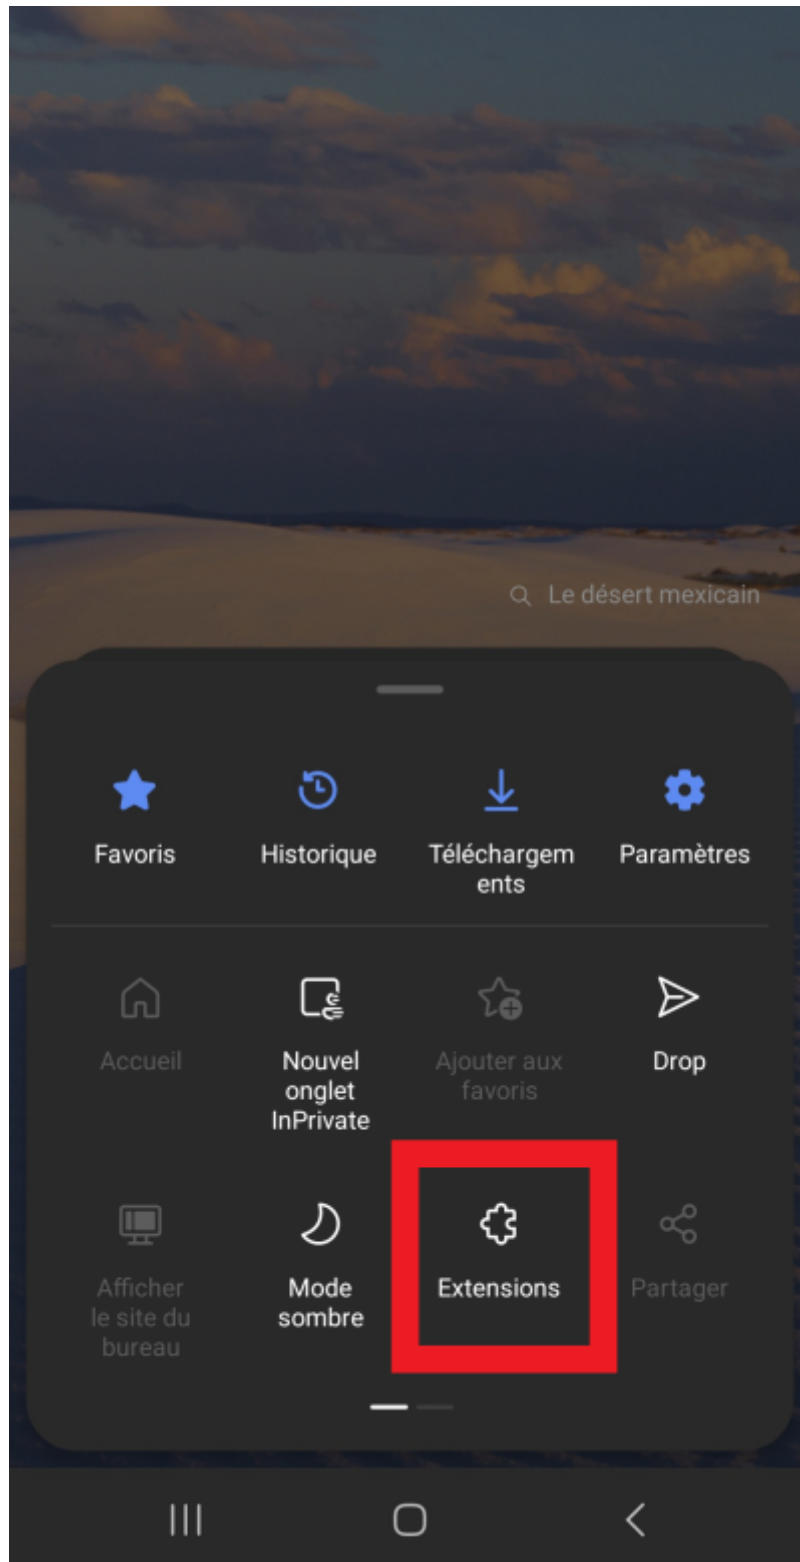 Le désert mexicain
Favoris
Historique
Téléchargem
ents
Paramètres
Accueil
Nouvel
onglet
InPrivate
Ajouter aux
favoris
Drop
Afficher
le site du
bureau
Mode
sombre
Extensions
Partager